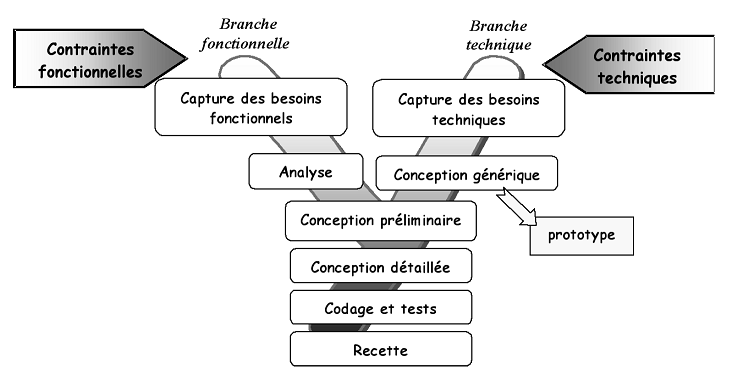 Branche
fonctionnelle
Branche
technique
Contraintes
fonctionnelles
Contraintes
techniques
Capture des besoins
fonctionnels
Capture des besoins
techniques
Analyse
Conception générique
Conception préliminaire
prototype
Conception détaillée
Codage et tests
Recette